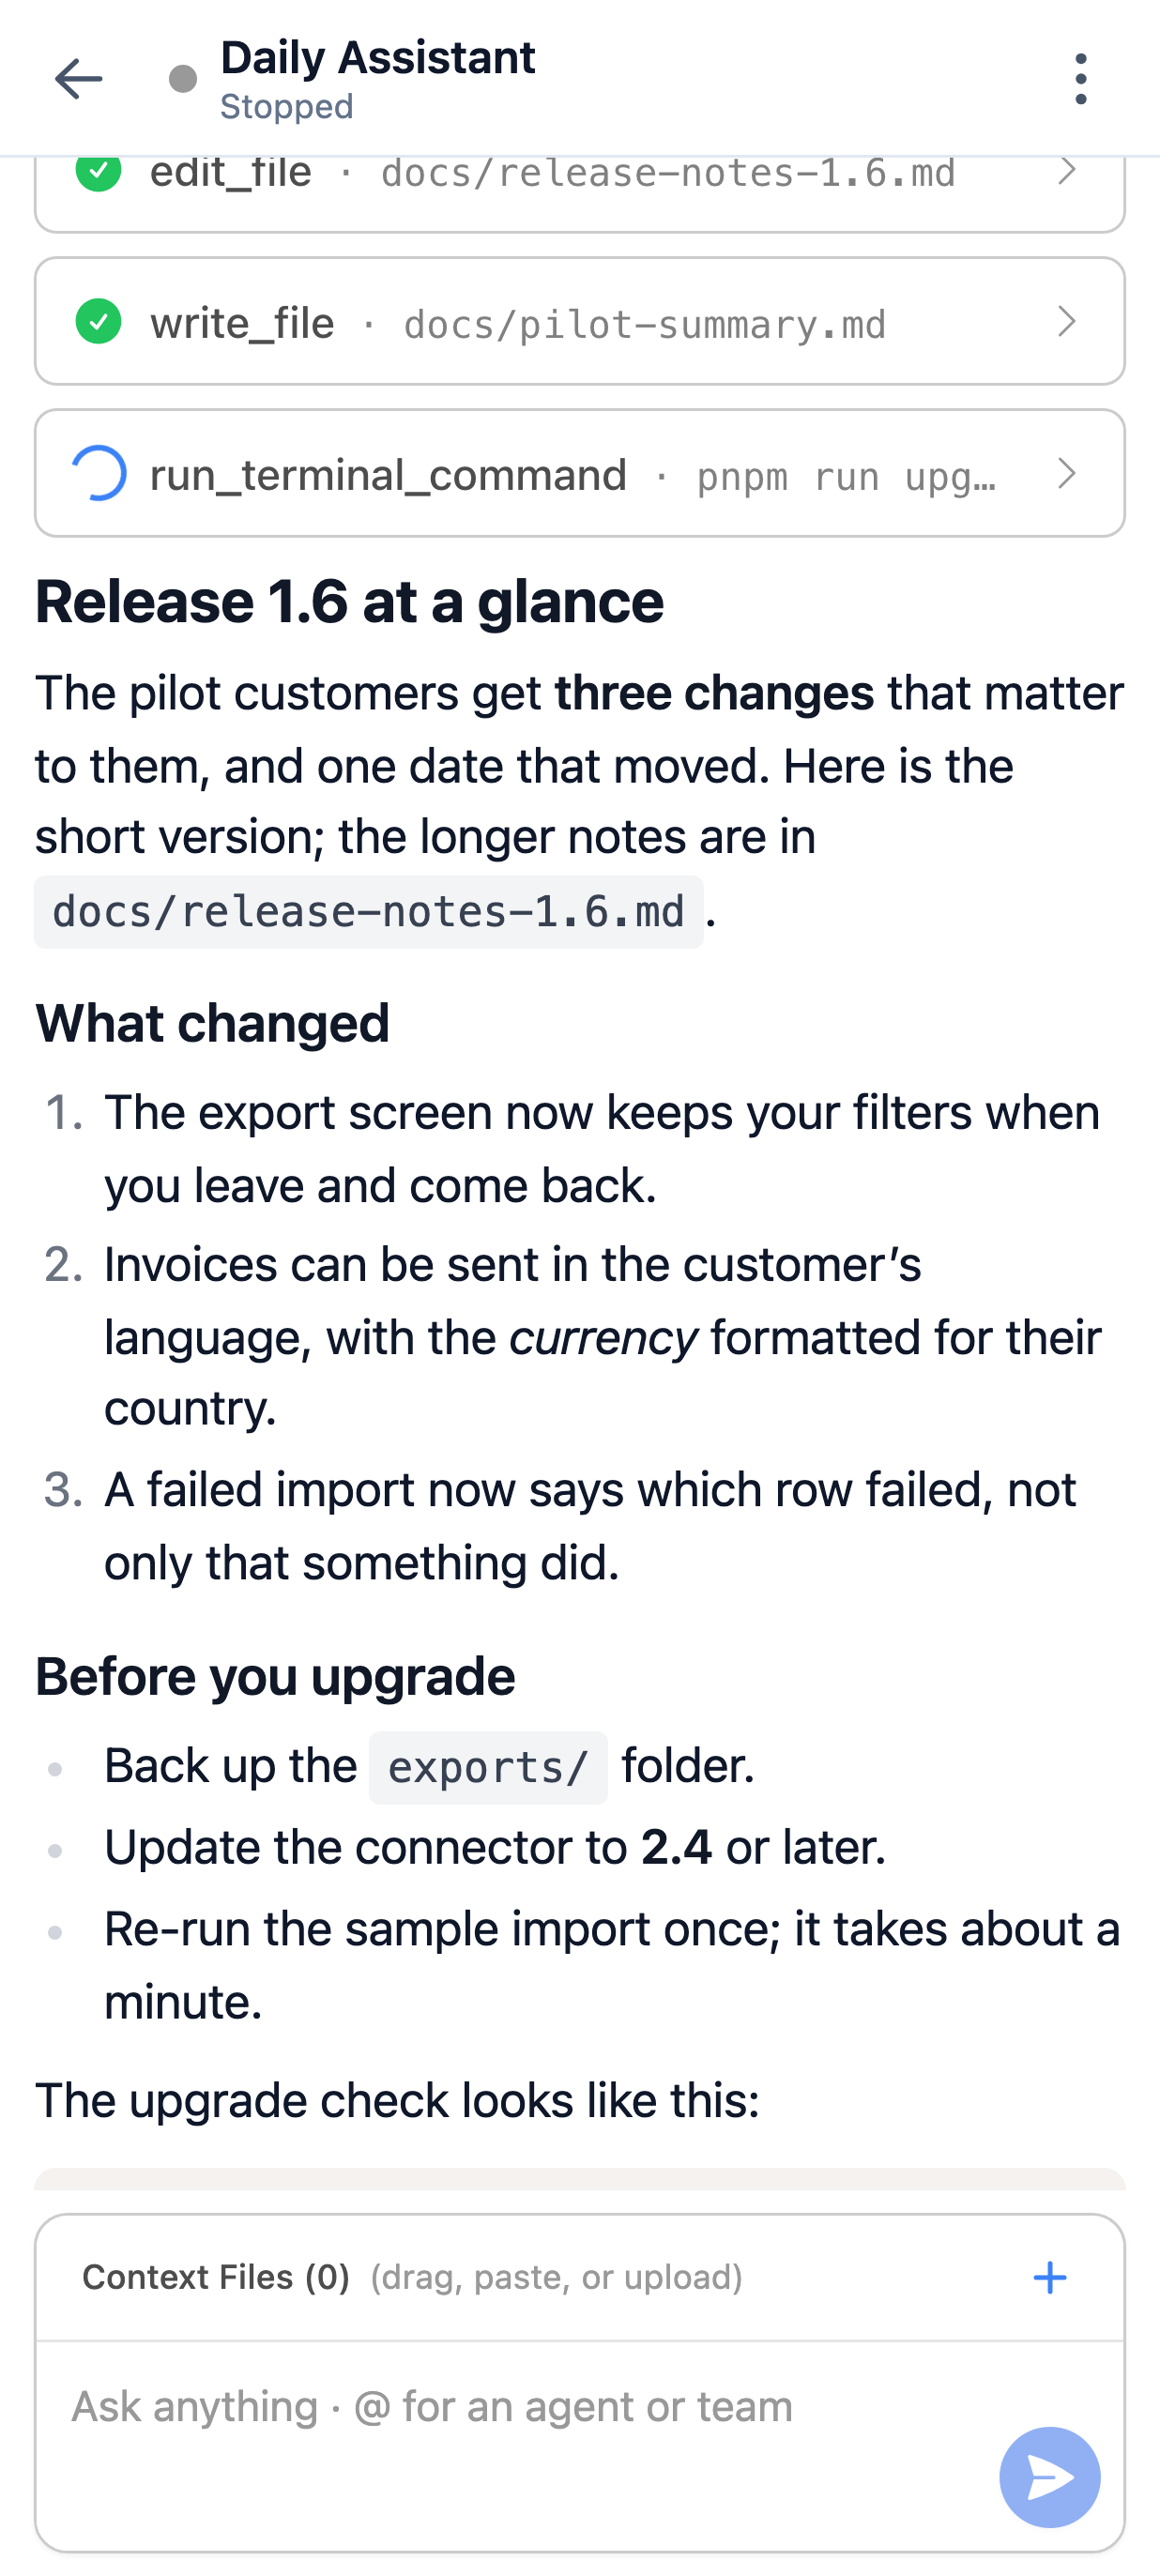 Daily Assistant
Stopped
edit_file · docs/release-notes-1.6.md
write_file · docs/pilot-summary.md
run_terminal_command · pnpm run upg…
Release 1.6 at a glance
The pilot customers get three changes that matter
to them, and one date that moved. Here is the
short version; the longer notes are in
docs/release-notes-1.6.md.
What changed
1. The export screen now keeps your filters when
you leave and come back.
2. Invoices can be sent in the customer’s
language, with the currency formatted for their
country.
3. A failed import now says which row failed, not
only that something did.
Before you upgrade
• Back up the exports/ folder.
• Update the connector to 2.4 or later.
• Re-run the sample import once; it takes about a
minute.
The upgrade check looks like this:
Context Files (0) (drag, paste, or upload)
Ask anything · @ for an agent or team